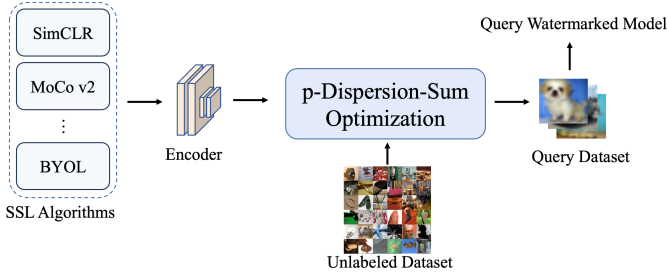 SimCLR
MoCo v2
⋮
BYOL
SSL Algorithms
Encoder
p-Dispersion-Sum
Optimization
Unlabeled Dataset
Query Watermarked Model
Query Dataset